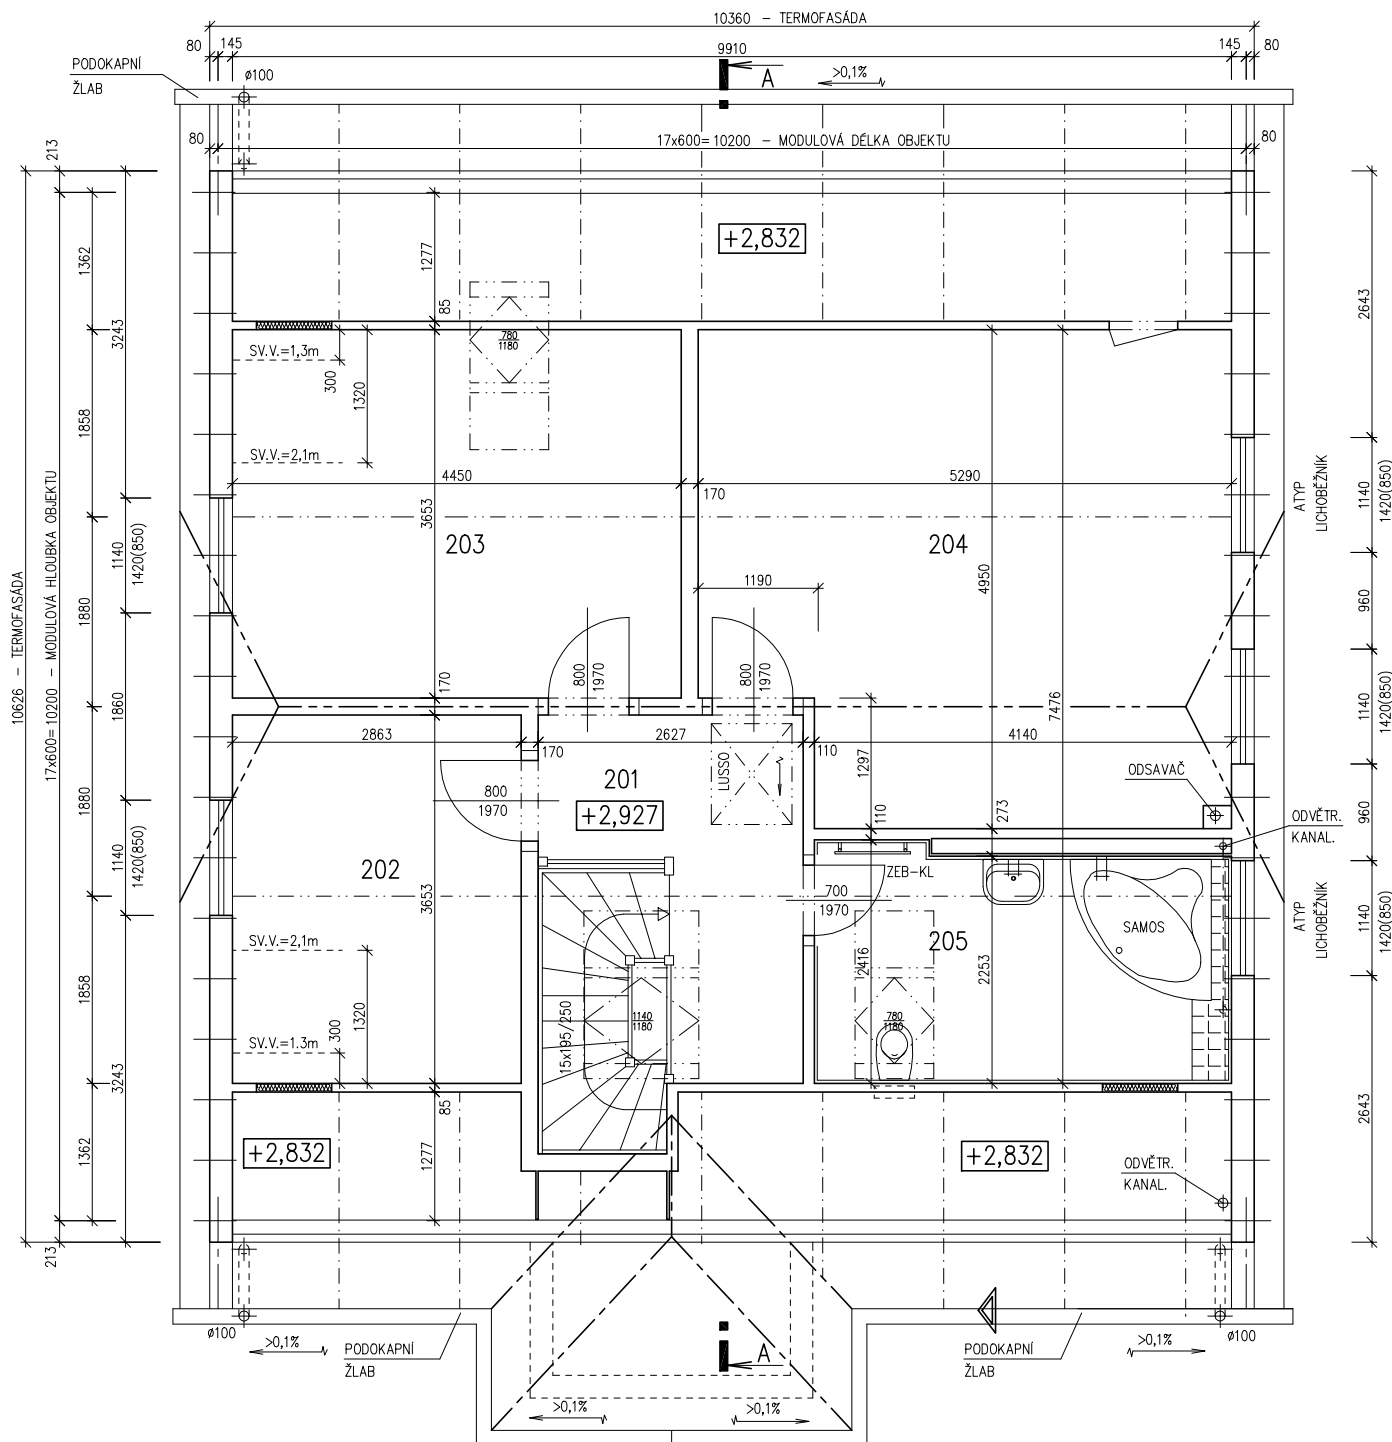 10360 – TERMOFASÁDA
80
145
9910
145
80
PODOKAPNÍ
ŽLAB
ø100
A
>0,1%
80
17x600=10200 – MODULOVÁ DÉLKA OBJEKTU
80
213
+2,832
1362
1277
3243
85
2643
780
1180
SV.V.=1,3m
300
1320
1858
SV.V.=2,1m
4450
170
5290
3653
203
204
4950
ATYP
LICHOBĚŽNÍK
1140
1420(850)
1140
1420(850)
10626 – TERMOFASÁDA
17x600=10200 – MODULOVÁ HLOUBKA OBJEKTU
1190
1880
960
800
1970
800
1970
170
1860
7476
1140
1420(850)
2863
170
2627
110
4140
201
+2,927
LUSSO
1297
ODSAVAČ
800
1970
1880
110
273
960
ODVĚTR.
KANAL.
1140
1420(850)
202
3653
ZEB-KL
700
1970
SAMOS
205
2416
2253
ATYP
LICHOBĚŽNÍK
1140
1420(850)
SV.V.=2,1m
1858
1320
15x195/250
1140
1180
780
1180
SV.V.=1.3m
300
3243
85
2643
1362
+2,832
1277
+2,832
ODVĚTR.
KANAL.
213
ø100
>0,1%
PODOKAPNÍ
ŽLAB
A
PODOKAPNÍ
ŽLAB
>0,1%
ø100
>0,1%
>0,1%